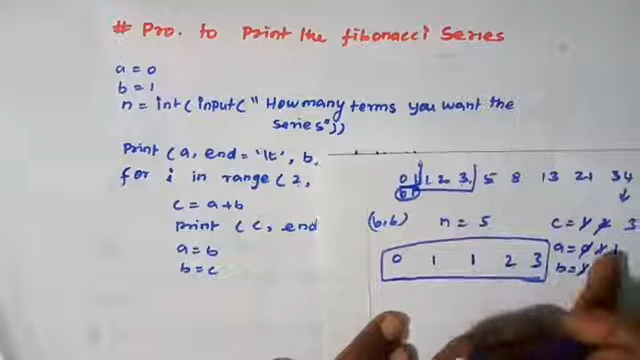 # Pro. to Print the fibonacci Series
a = 0
b = 1
n = int(input(" How many terms you want the
series"))
Print (a, end = '\t', b,
for i in range (2,
c = a+b
print (c, end
a = b
b = c
0 1 1 2 3 5 8 13 21 34
n = 5
0 1 1 2 3
c =
3
a =
b =